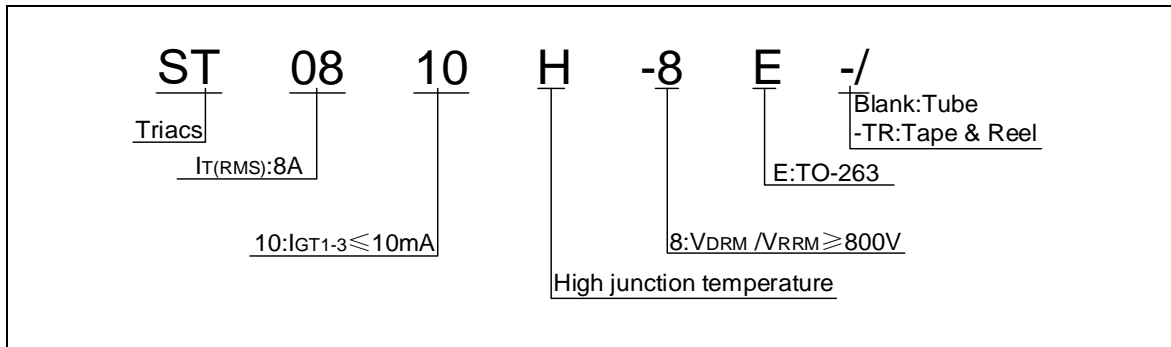 ST 08 10 H -8 E -/
Blank:Tube
Triacs
-TR:Tape & Reel
IT(RMS):8A
E:TO-263
10:IGT1-3≤10mA
8:VDRM /VRRM≥800V
High junction temperature